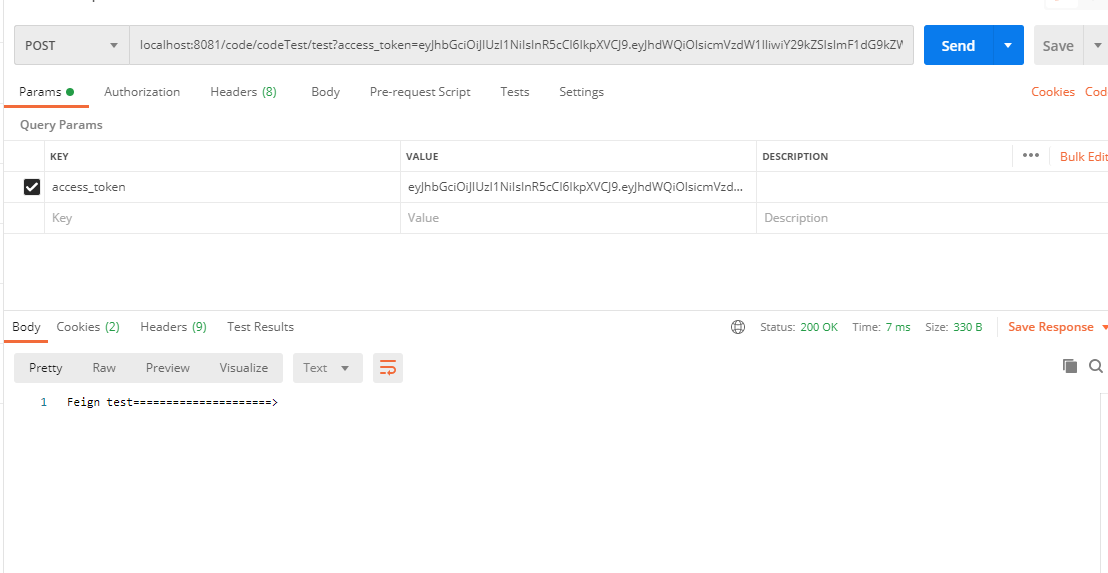 POST
localhost:8081/code/codeTest/test?access_token=eyJhbGciOiJIUzI1NiIsInR5cCI6IkpXVCJ9.eyJhdWQiOlsicmVzdW1lIiwiY29kZSIsImF1dG9kZW
Send
Save
Params
Authorization
Headers (8)
Body
Pre-request Script
Tests
Settings
Cookies
Cod
Query Params
KEY
VALUE
DESCRIPTION
Bulk Edit
access_token
eyJhbGciOiJIUzI1NiIsInR5cCI6IkpXVCJ9.eyJhdWQiOlsicmVzd...
Key
Value
Description
Body
Cookies (2)
Headers (9)
Test Results
Status: 200 OK
Time: 7 ms
Size: 330 B
Save Response
Pretty
Raw
Preview
Visualize
Text
1
Feign test=====================>